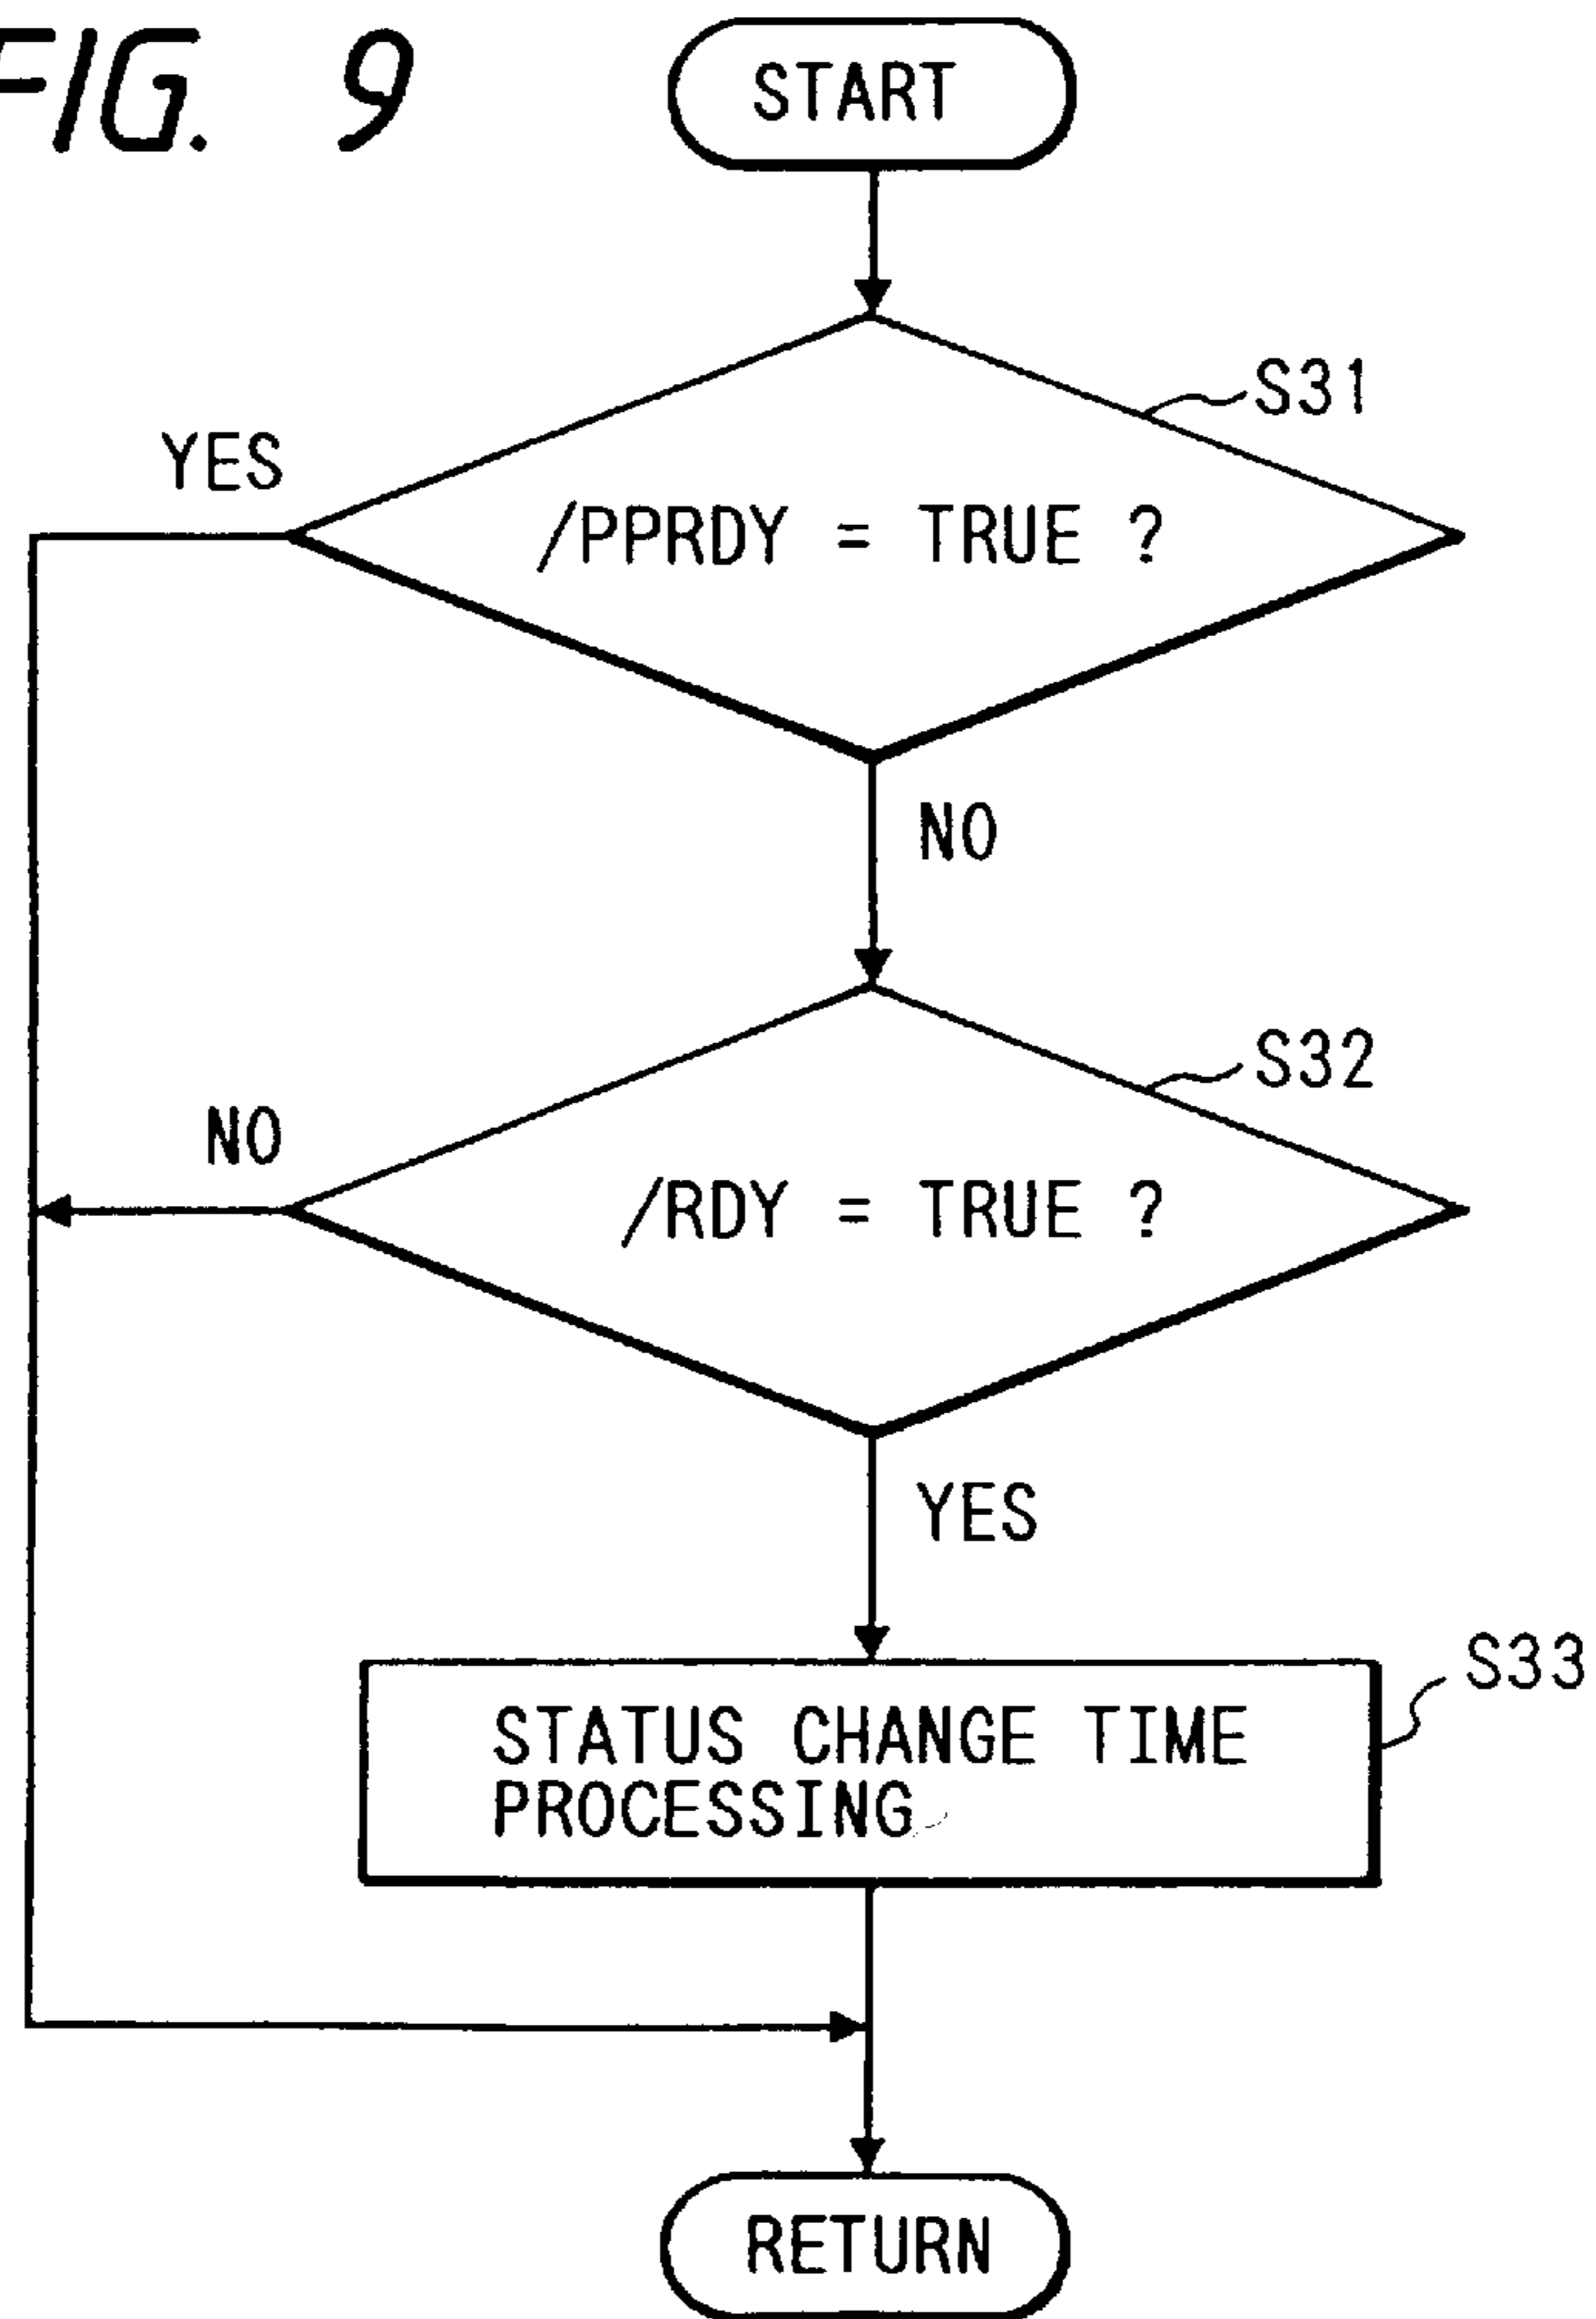 FIG. 9
START
S31
YES
/PPRDY = TRUE ?
NO
S32
NO
/RDY = TRUE ?
YES
S33
STATUS CHANGE TIME
PROCESSING
RETURN